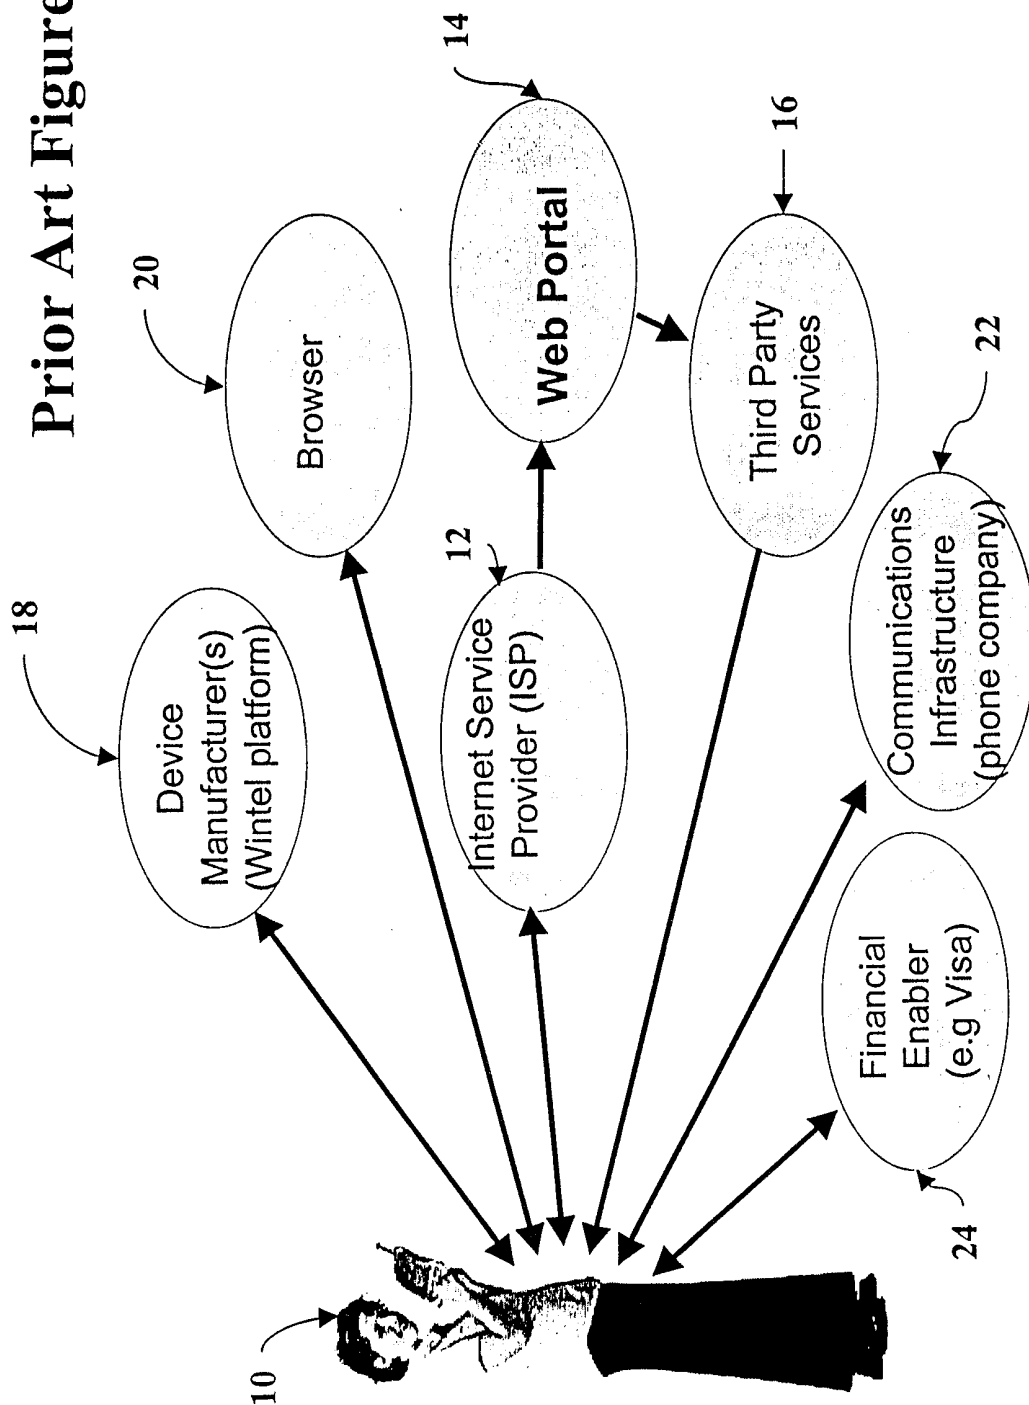 Prior Art Figure
18
Device
Manufacturer(s)
(Wintel platform)
20
Browser
14
Web Portal
12
Internet Service
Provider (ISP)
16
Third Party
Services
10
22
Communications
Infrastructure
(phone company)
24
Financial
Enabler
(e.g Visa)